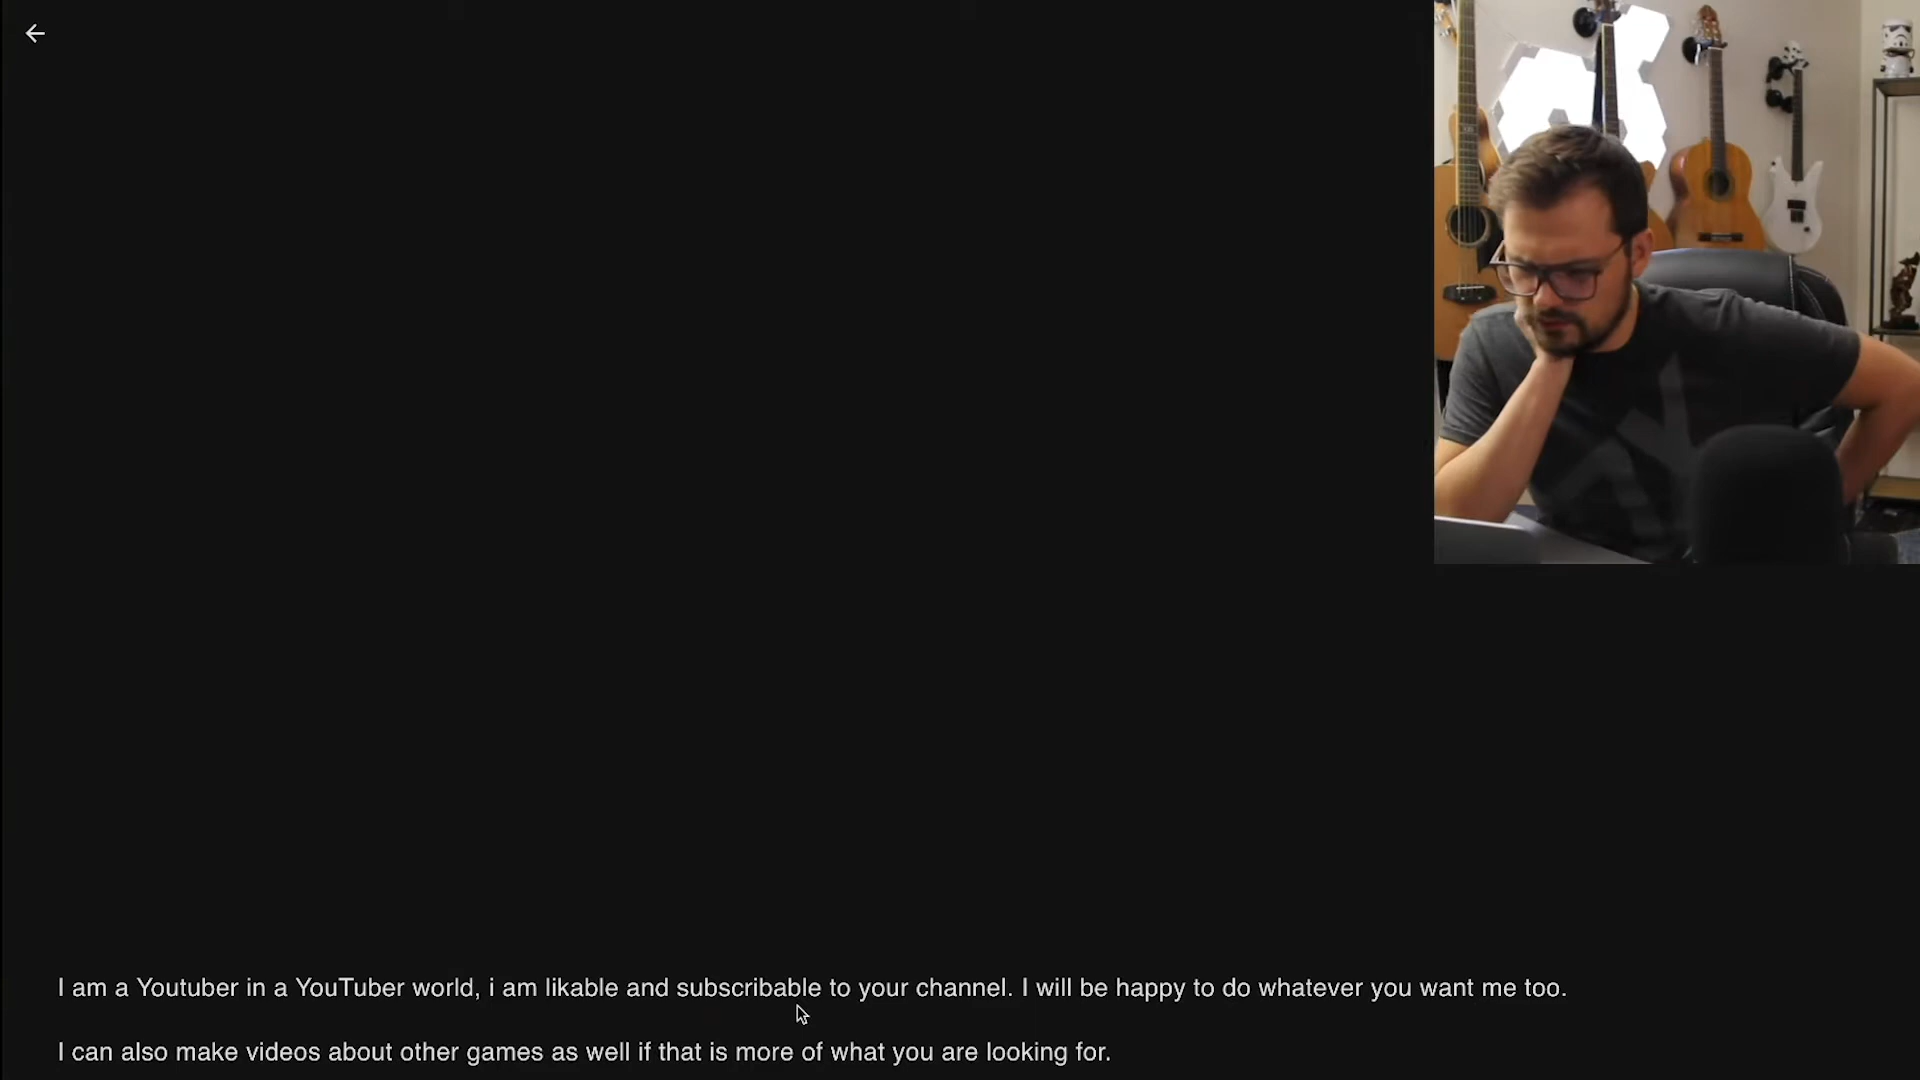 I am a Youtuber in a YouTuber world, i am likable and subscribable to your channel. I will be happy to do whatever you want me too.
I can also make videos about other games as well if that is more of what you are looking for.